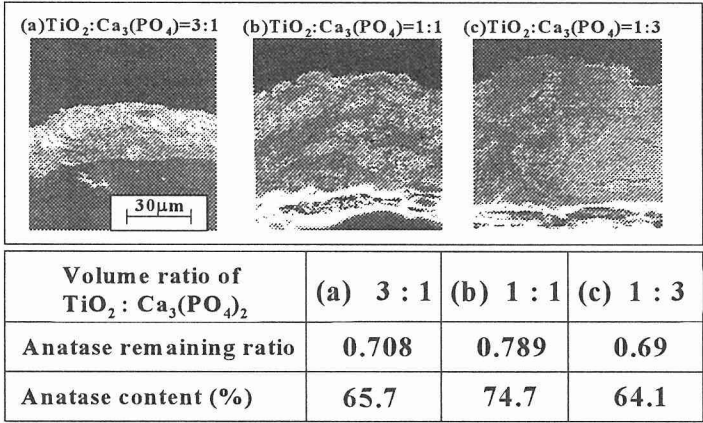 (a)TiO₂:Ca₃(PO₄)=3:1 (b)TiO₂:Ca₃(PO₄)=1:1 (c)TiO₂:Ca₃(PO₄)=1:3
30μm
Volume ratio of
TiO₂ : Ca₃(PO₄)₂ (a) 3 : 1 (b) 1 : 1 (c) 1 : 3
Anatase remaining ratio 0.708 0.789 0.69
Anatase content (%) 65.7 74.7 64.1